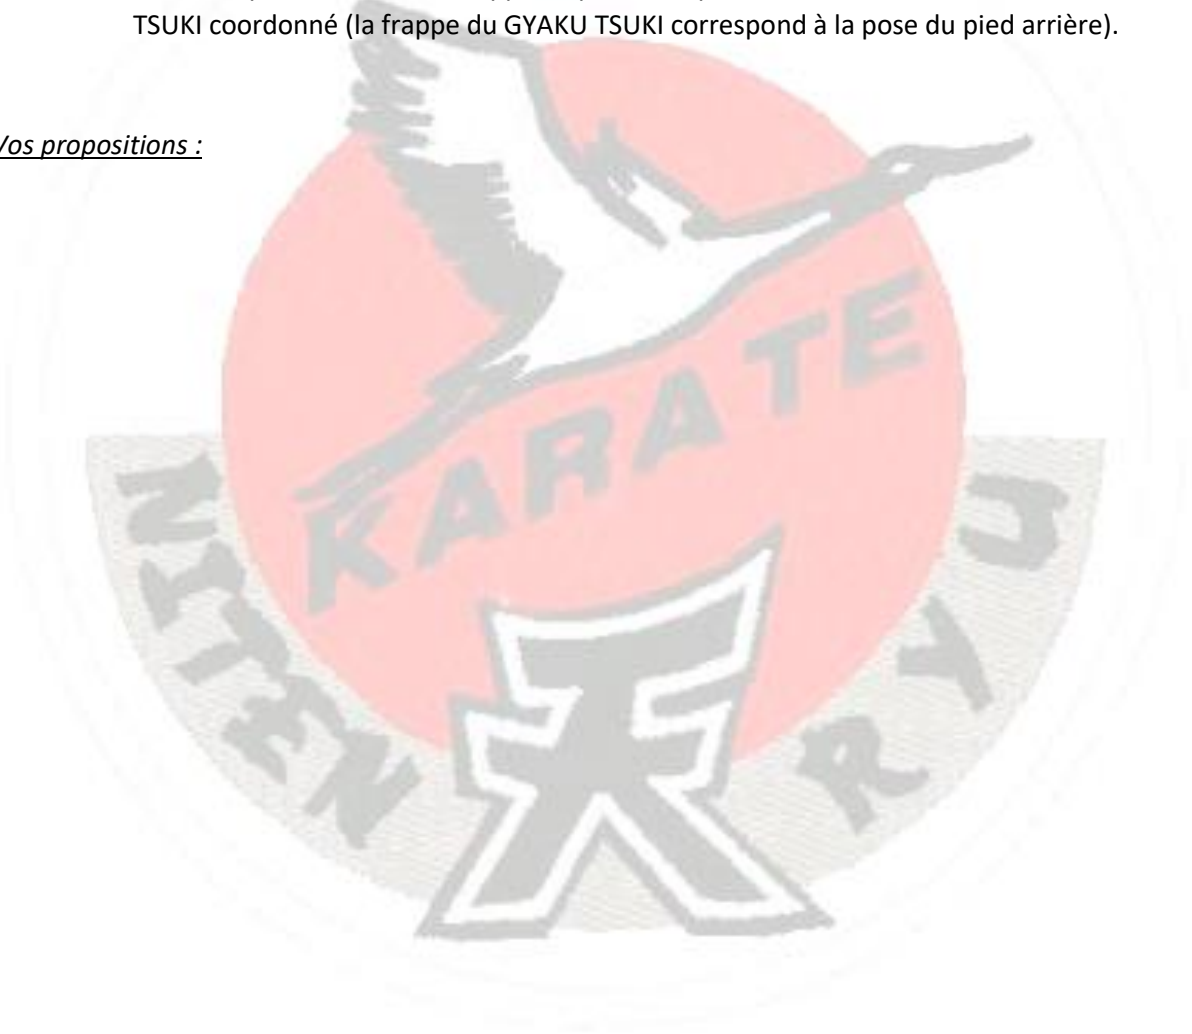 TSUKI coordonné (la frappe du GYAKU TSUKI correspond à la pose du pied arrière).
Vos propositions :
KARATE
NITEN RYU